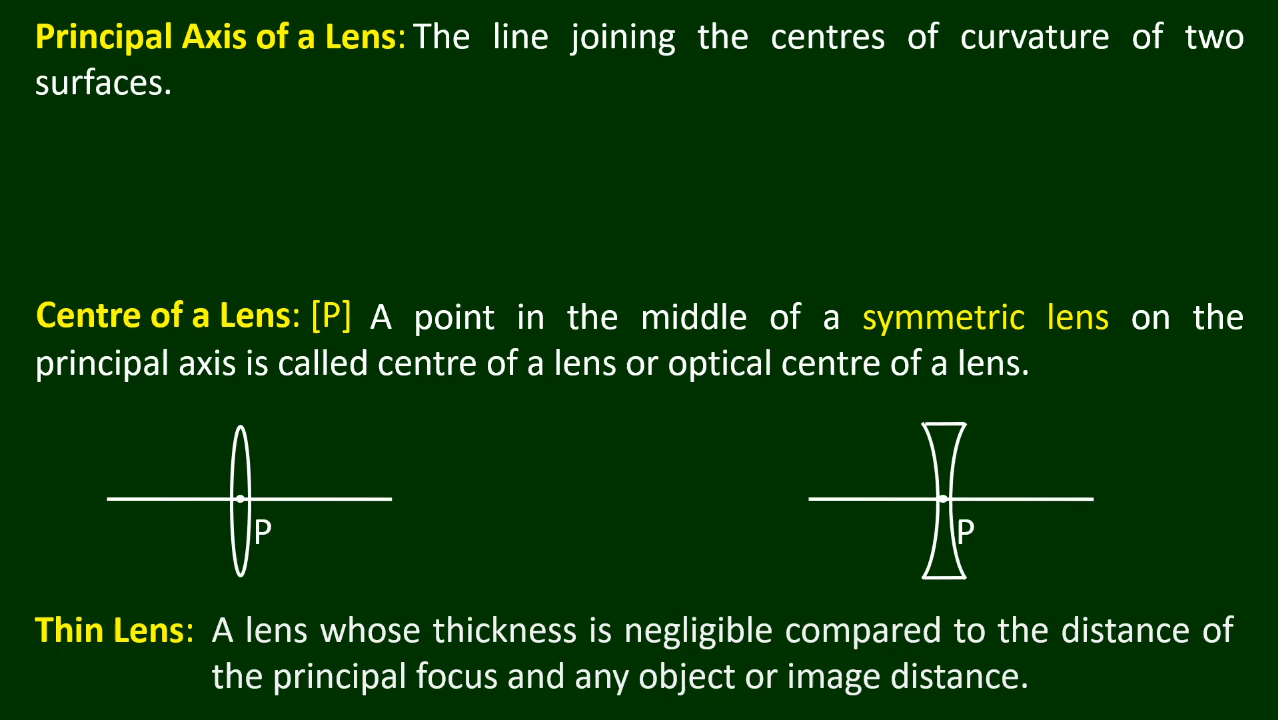 Principal Axis of a Lens: The line joining the centres of curvature of two
surfaces.
Centre of a Lens: [P] A point in the middle of a symmetric lens on the
principal axis is called centre of a lens or optical centre of a lens.
P
P
Thin Lens: A lens whose thickness is negligible compared to the distance of
the principal focus and any object or image distance.